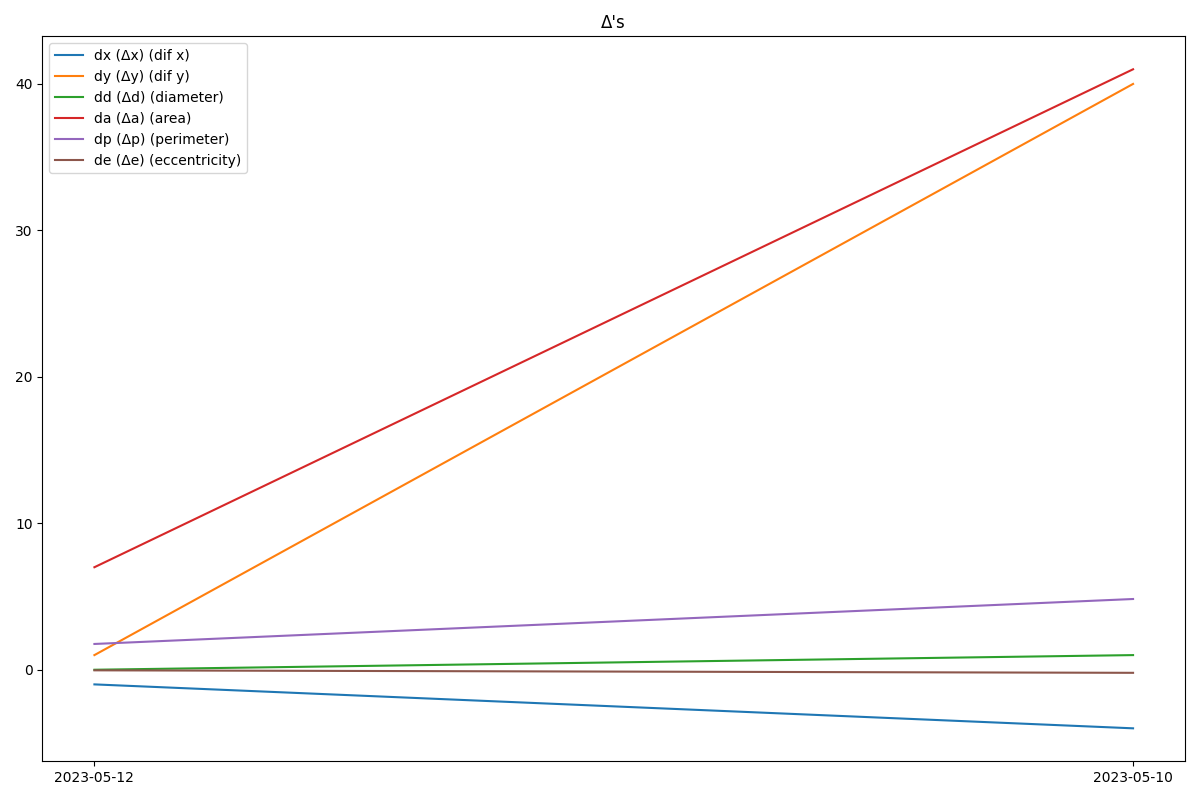 Δ's
dx (Δx) (dif x)
dy (Δy) (dif y)
dd (Δd) (diameter)
da (Δa) (area)
dp (Δp) (perimeter)
de (Δe) (eccentricity)
40
30
20
10
0
2023-05-12
2023-05-10